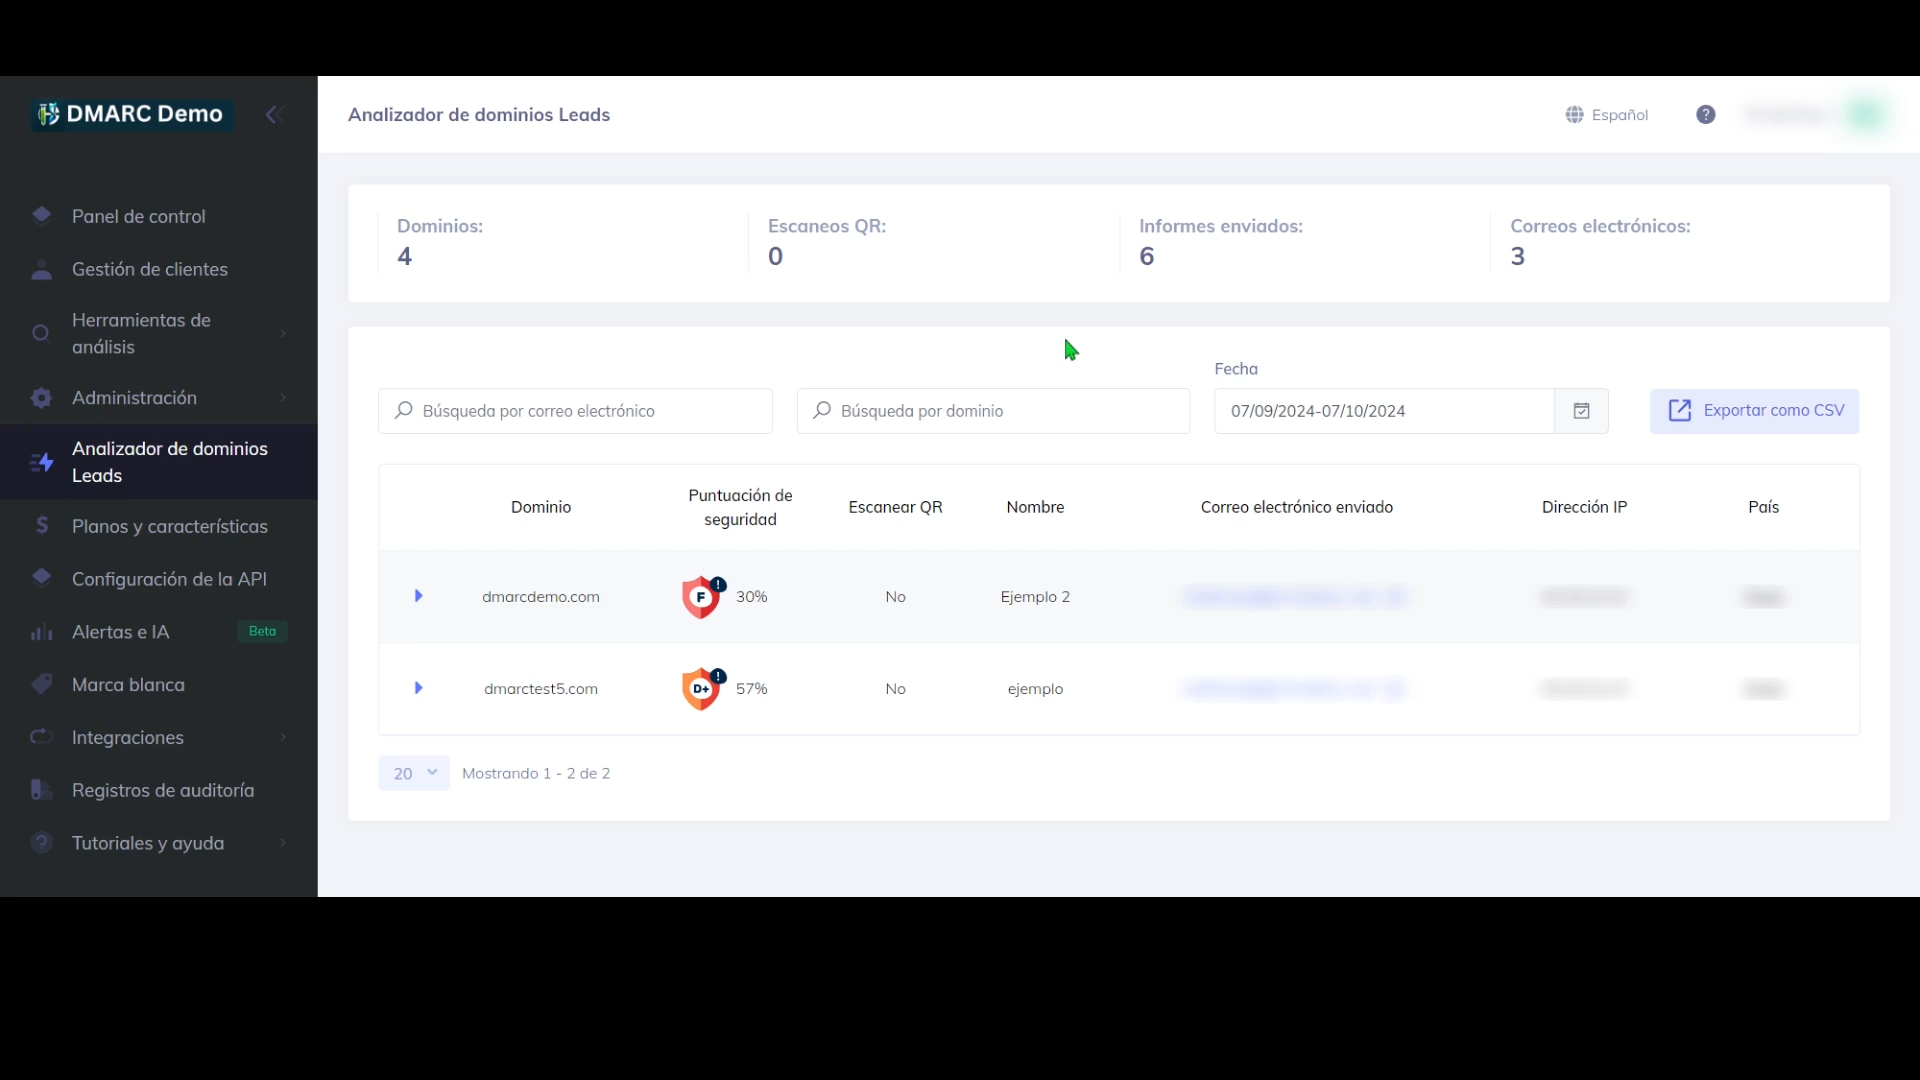 DMARC Demo
Panel de control
Gestión de clientes
Herramientas de
análisis
Administración
Analizador de dominios
Leads
Planos y características
Configuración de la API
Alertas e IA
Beta
Marca blanca
Integraciones
Registros de auditoría
Tutoriales y ayuda
Analizador de dominios Leads
Español
?
Dominios:
4
Escaneos QR:
0
Informes enviados:
6
Correos electrónicos:
3
Fecha
Búsqueda por correo electrónico
Búsqueda por dominio
07/09/2024-07/10/2024
Exportar como CSV
Dominio
Puntuación de
seguridad
Escanear QR
Nombre
Correo electrónico enviado
Dirección IP
País
dmarcdemo.com
F
!
30%
No
Ejemplo 2
dmarctest5.com
D+
!
57%
No
ejemplo
20
Mostrando 1 - 2 de 2